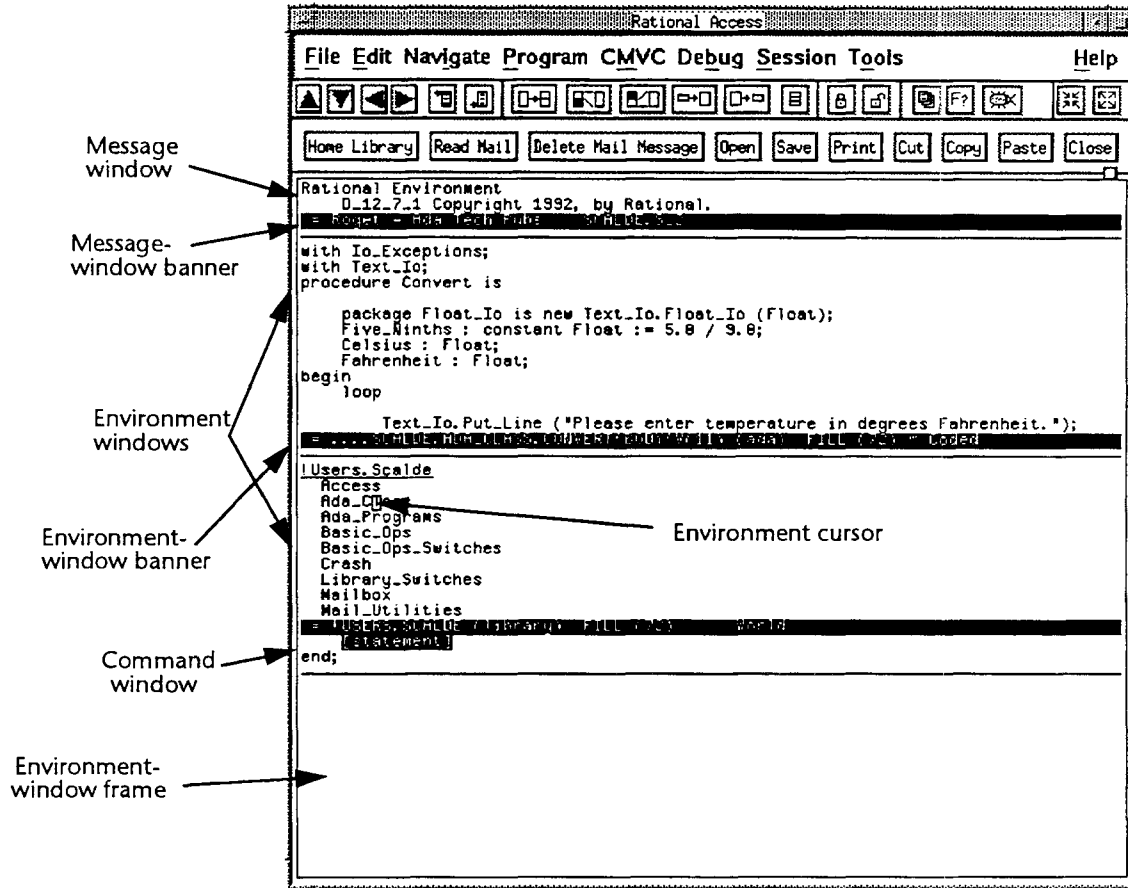 Rational Access
File Edit Navigate Program CMVC Debug Session Tools Help
F?
Home Library Read Mail Delete Mail Message Open Save Print Cut Copy Paste Close
Message
window
Rational Environment
D_12_7_1 Copyright 1992, by Rational.
Message-
window banner
with Io_Exceptions;
with Text_Io;
procedure Convert is
package Float_Io is new Text_Io.Float_Io (Float);
Five_Ninths : constant Float := 5.0 / 9.0;
Celsius : Float;
Fahrenheit : Float;
begin
loop
Text_Io.Put_Line ("Please enter temperature in degrees Fahrenheit.");
Environment
windows
Environment-
window banner
!Users.Scalde
Access
Ada_Programs
Basic_Ops
Basic_Ops_Switches
Crash
Library_Switches
Mailbox
Mail_Utilities
Environment cursor
= !USERS.SCALDE (library) World
[statement]
end;
Command
window
Environment-
window frame